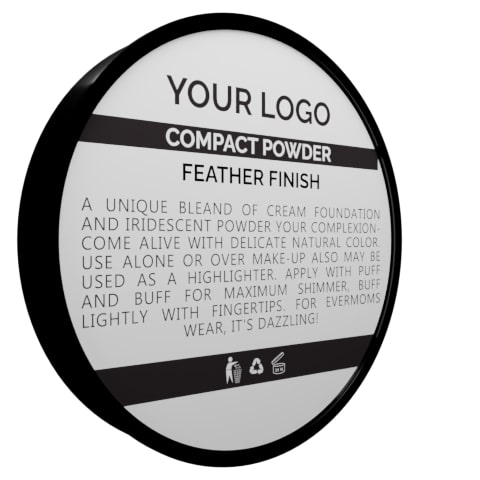 YOUR LOGO
COMPACT POWDER
FEATHER FINISH
A UNIQUE BLEAND OF CREAM FOUNDATION
AND IRIDESCENT POWDER YOUR COMPLEXION-
COME ALIVE WITH DELICATE NATURAL COLOR.
USE ALONE OR OVER MAKE-UP ALSO MAY BE
USED AS A HIGHLIGHTER. APPLY WITH PUFF
AND BUFF FOR MAXIMUM SHIMMER. BUFF
LIGHTLY WITH FINGERTIPS. FOR EVERMOMS
WEAR, IT'S DAZZLING!